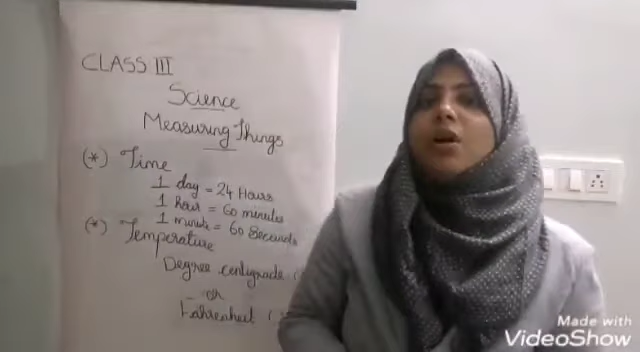 CLASS III
Science
Measuring Things
(*) Time
1 day = 24 Hours
1 hour = 60 minutes
1 minute = 60 Seconds
(*) Temperature
Degree centigrade (
or
Fahreheit (
Made with
VideoShow